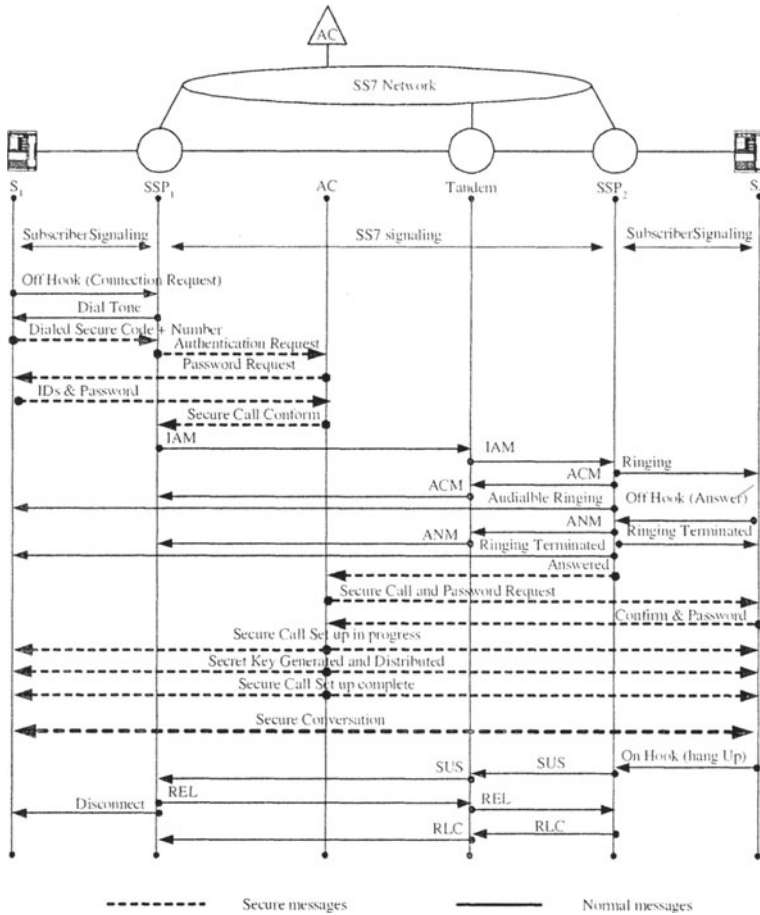 AC
SS7 Network
S1 SSP1 AC Tandem SSP2 S
SubscriberSignaling SS7 signaling SubscriberSignaling
Off Hook (Connection Request)
Dial Tone
Dialed Secure Code + Number
Authentication Request
Password Request
IDs & Password
Secure Call Conform
IAM
IAM
Ringing
ACM
ACM
Audialble Ringing
Off Hook (Answer)
ANM
ANM
Ringing Terminated
Ringing Terminated
Answered
Secure Call and Password Request
Confirm & Password
Secure Call Set up in progress
Secret Key Generated and Distributed
Secure Call Set up complete
Secure Conversation
On Hook (hang Up)
SUS
SUS
REL
REL
Disconnect
RLC
RLC
Secure messages Normal messages